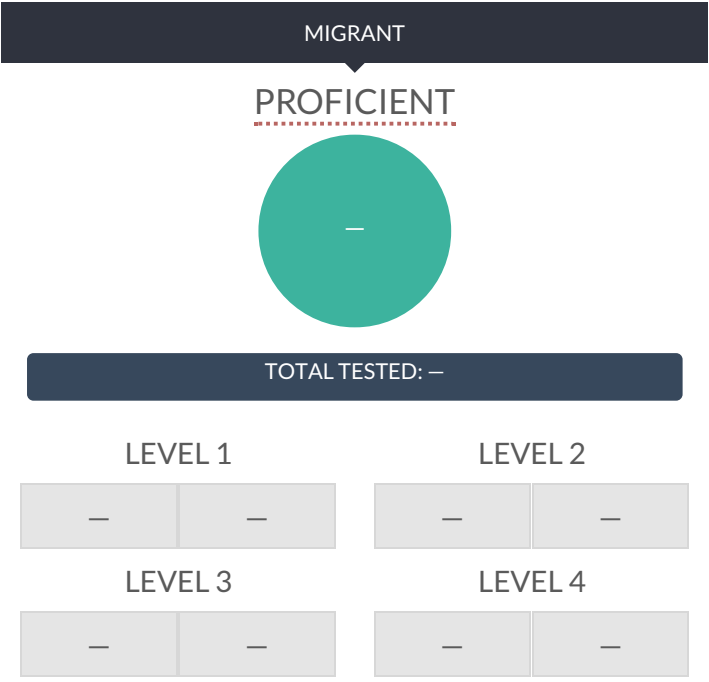 MIGRANT
PROFICIENT
—
TOTAL TESTED: —
LEVEL 1 LEVEL 2
— — — —
LEVEL 3 LEVEL 4
— — — —